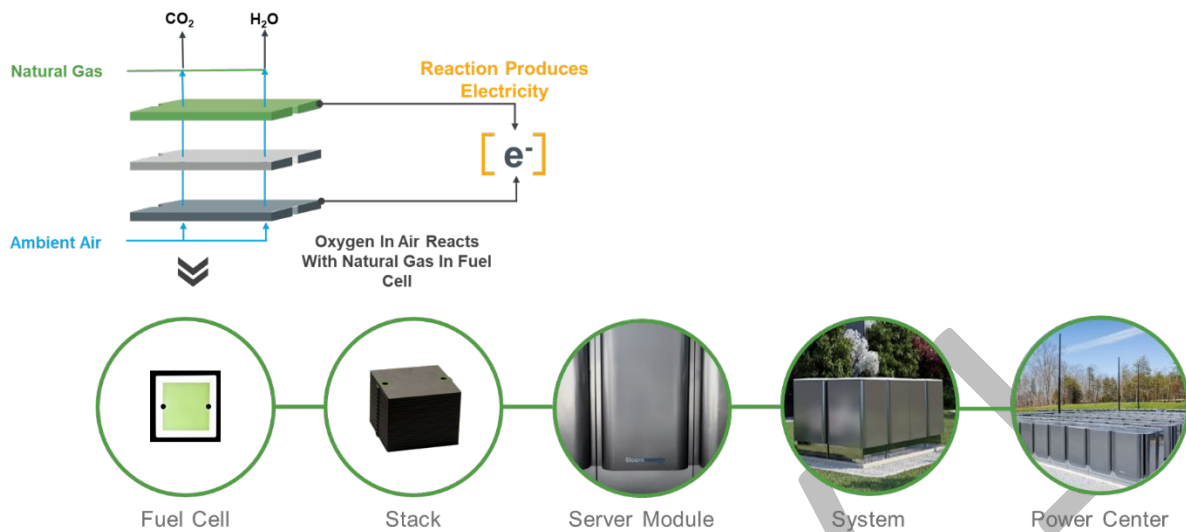 CO₂
H₂O
Natural Gas
Reaction Produces
Electricity
[ e⁻ ]
Ambient Air
Oxygen In Air Reacts
With Natural Gas In Fuel
Cell
Bloomenergy
Fuel Cell
Stack
Server Module
System
Power Center